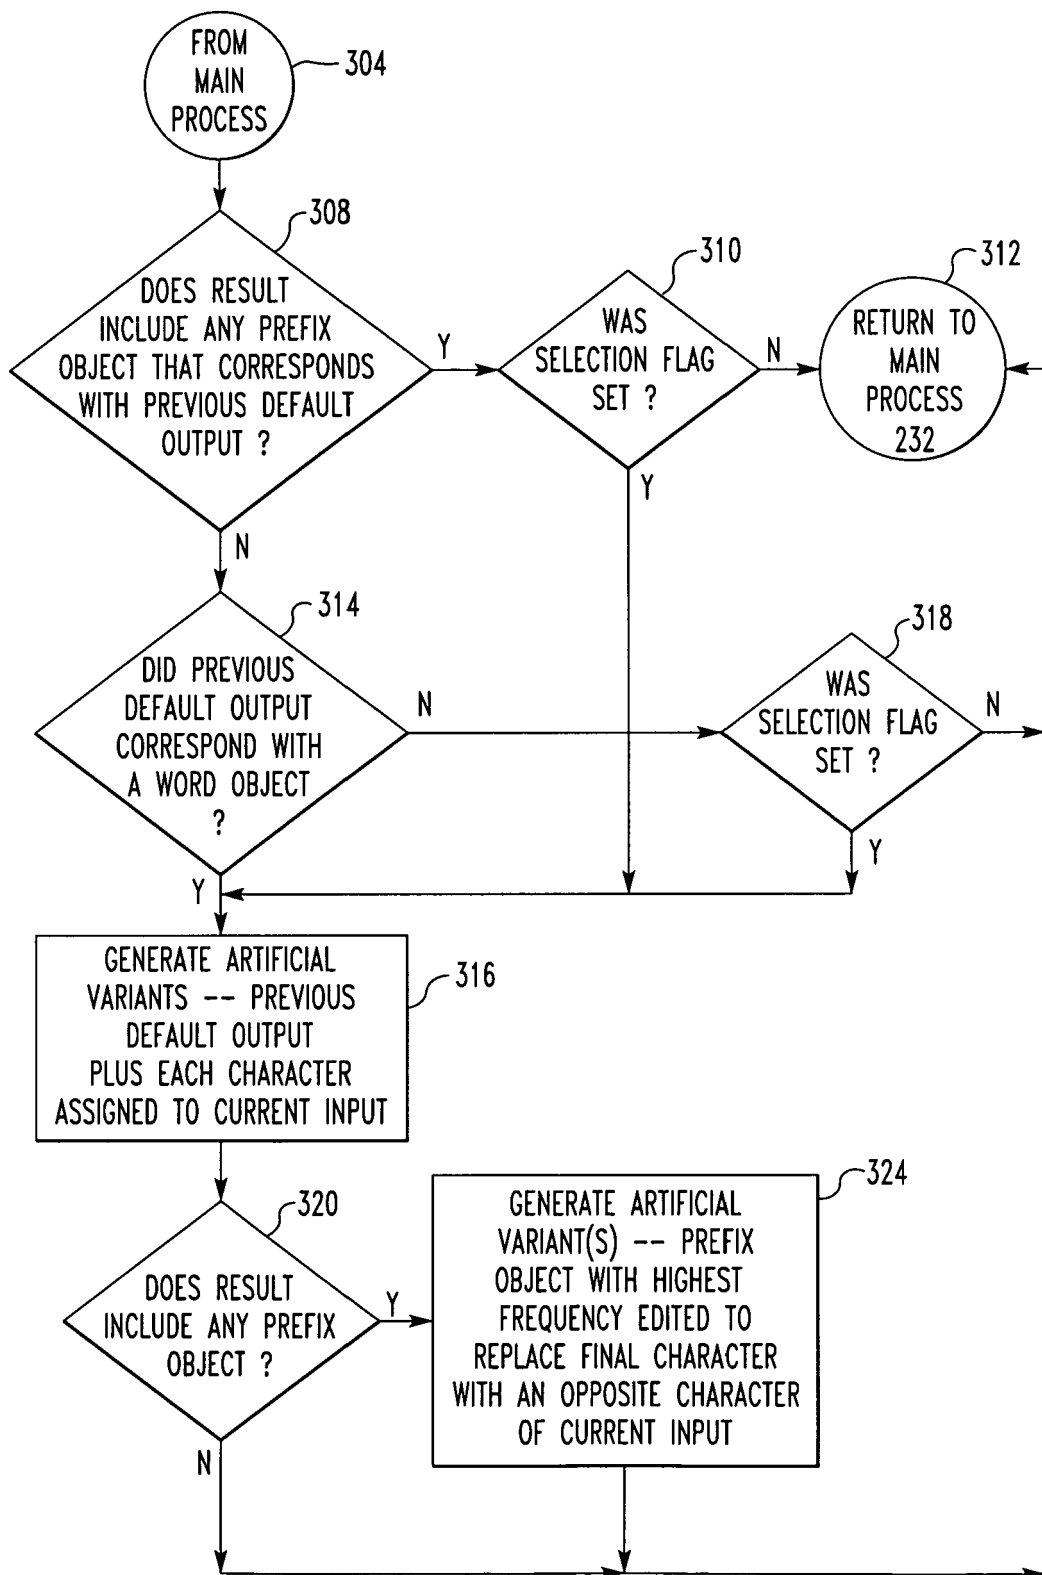 FROM
MAIN
PROCESS
304
308
DOES RESULT
INCLUDE ANY PREFIX
OBJECT THAT CORRESPONDS
WITH PREVIOUS DEFAULT
OUTPUT ?
Y
N
310
WAS
SELECTION FLAG
SET ?
N
Y
312
RETURN TO
MAIN
PROCESS
232
314
DID PREVIOUS
DEFAULT OUTPUT
CORRESPOND WITH
A WORD OBJECT
?
N
Y
318
WAS
SELECTION FLAG
SET ?
N
Y
GENERATE ARTIFICIAL
VARIANTS -- PREVIOUS
DEFAULT OUTPUT
PLUS EACH CHARACTER
ASSIGNED TO CURRENT INPUT
316
320
DOES RESULT
INCLUDE ANY PREFIX
OBJECT ?
Y
N
324
GENERATE ARTIFICIAL
VARIANT(S) -- PREFIX
OBJECT WITH HIGHEST
FREQUENCY EDITED TO
REPLACE FINAL CHARACTER
WITH AN OPPOSITE CHARACTER
OF CURRENT INPUT